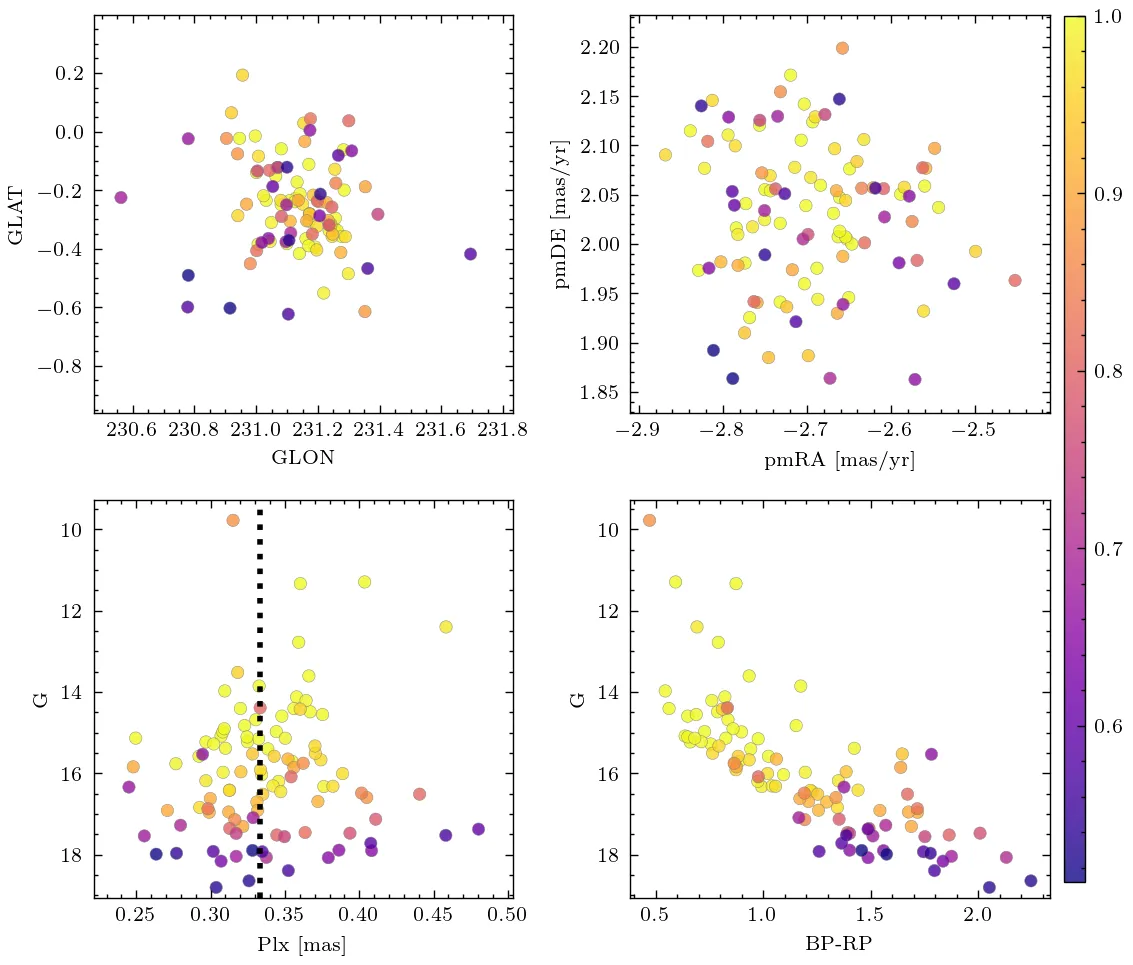 0.2
0.0
−0.2
−0.4
−0.6
−0.8
GLAT
230.6 230.8 231.0 231.2 231.4 231.6 231.8
GLON
2.20
2.15
2.10
2.05
2.00
1.95
1.90
1.85
pmDE [mas/yr]
−2.9 −2.8 −2.7 −2.6 −2.5
pmRA [mas/yr]
1.0
0.9
0.8
0.7
0.6
10
12
14
16
18
G
0.25 0.30 0.35 0.40 0.45 0.50
Plx [mas]
10
12
14
16
18
G
0.5 1.0 1.5 2.0
BP-RP